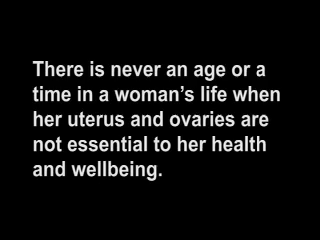 There is never an age or a
time in a woman’s life when
her uterus and ovaries are
not essential to her health
and wellbeing.